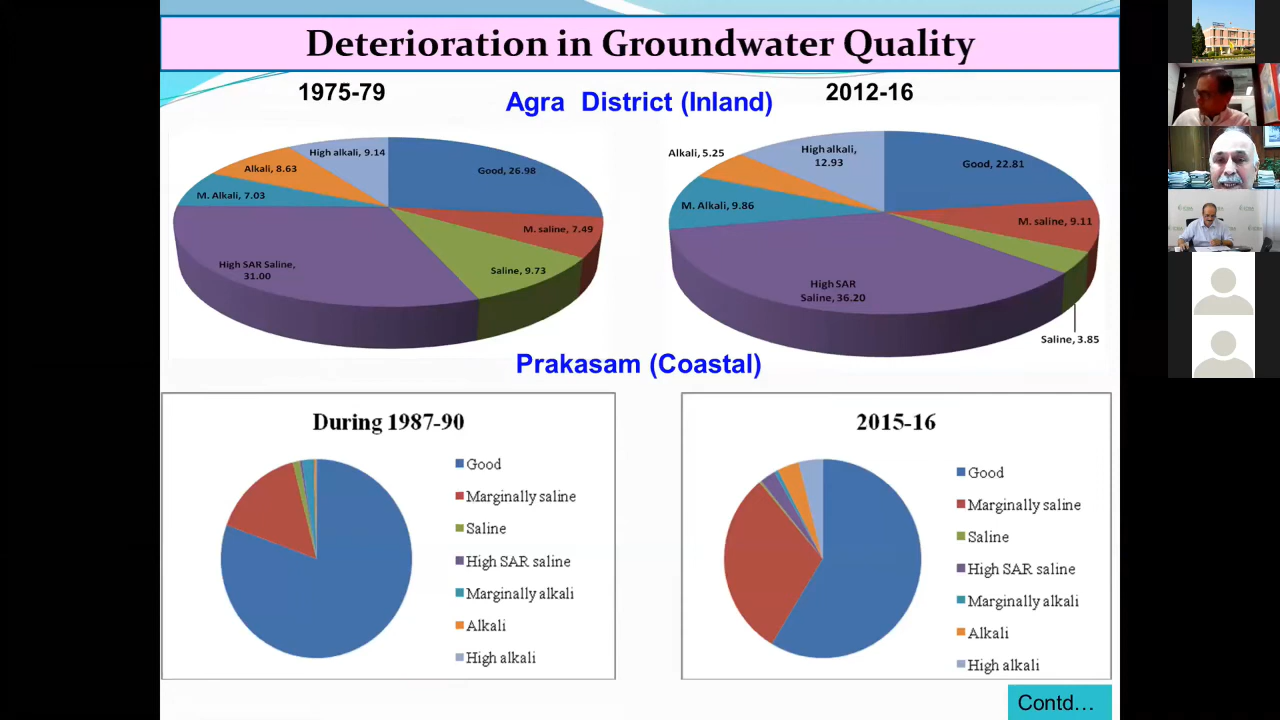 Deterioration in Groundwater Quality
1975-79
Agra District (Inland)
2012-16
High alkali, 9.14
Good, 26.98
Alkali, 8.63
M. Alkali, 7.03
M. saline, 7.49
High SAR Saline,
31.00
Saline, 9.73
Alkali, 5.25
High alkali,
12.93
Good, 22.81
M. Alkali, 9.86
M. saline, 9.11
High SAR
Saline, 36.20
Saline, 3.85
Prakasam (Coastal)
During 1987-90
Good
Marginally saline
Saline
High SAR saline
Marginally alkali
Alkali
High alkali
2015-16
Good
Marginally saline
Saline
High SAR saline
Marginally alkali
Alkali
High alkali
Contd...